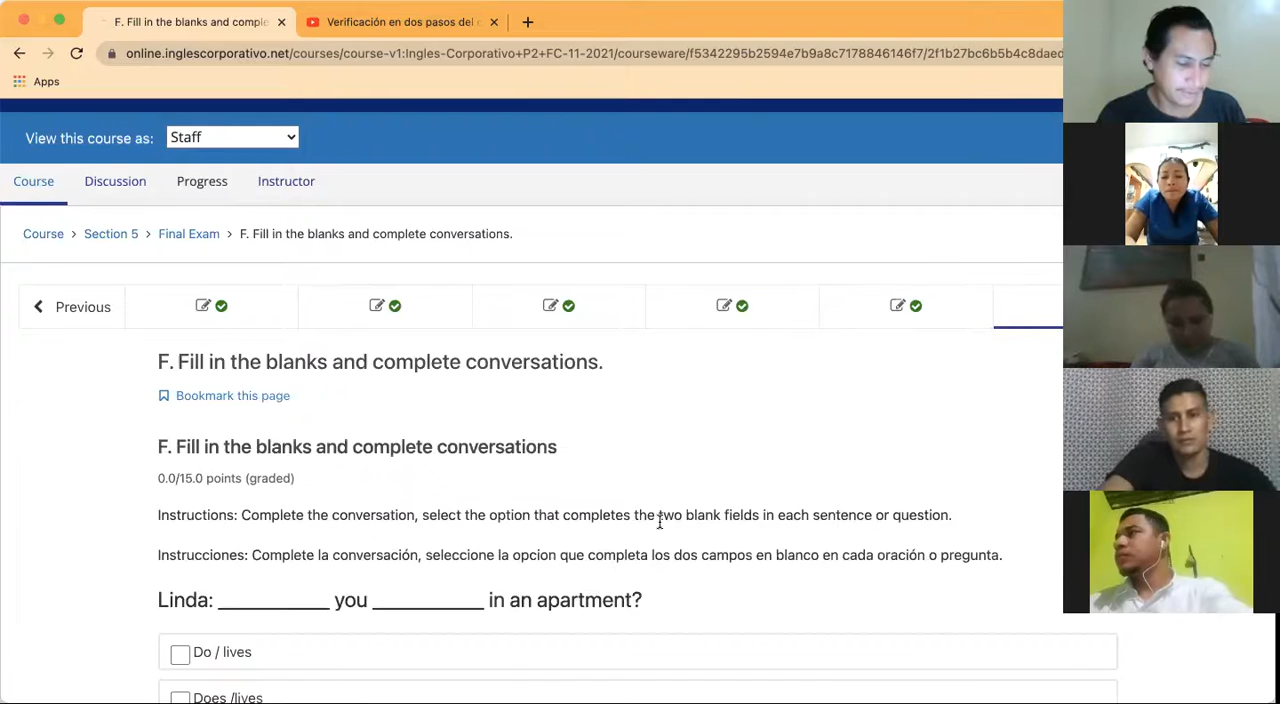 F. Fill in the blanks and comple
Verificación en dos pasos del c
online.inglescorporativo.net/courses/course-v1:Ingles-Corporativo+P2+FC-11-2021/courseware/f5342295b2594e7b9a8c7178846146f7/2f1b27bc6b5b4c8daed
Apps
View this course as: Staff
Course Discussion Progress Instructor
Course > Section 5 > Final Exam > F. Fill in the blanks and complete conversations.
Previous
F. Fill in the blanks and complete conversations.
Bookmark this page
F. Fill in the blanks and complete conversations
0.0/15.0 points (graded)
Instructions: Complete the conversation, select the option that completes the two blank fields in each sentence or question.
Instrucciones: Complete la conversación, seleccione la opcion que completa los dos campos en blanco en cada oración o pregunta.
Linda: __________ you __________ in an apartment?
Do / lives
Does /lives